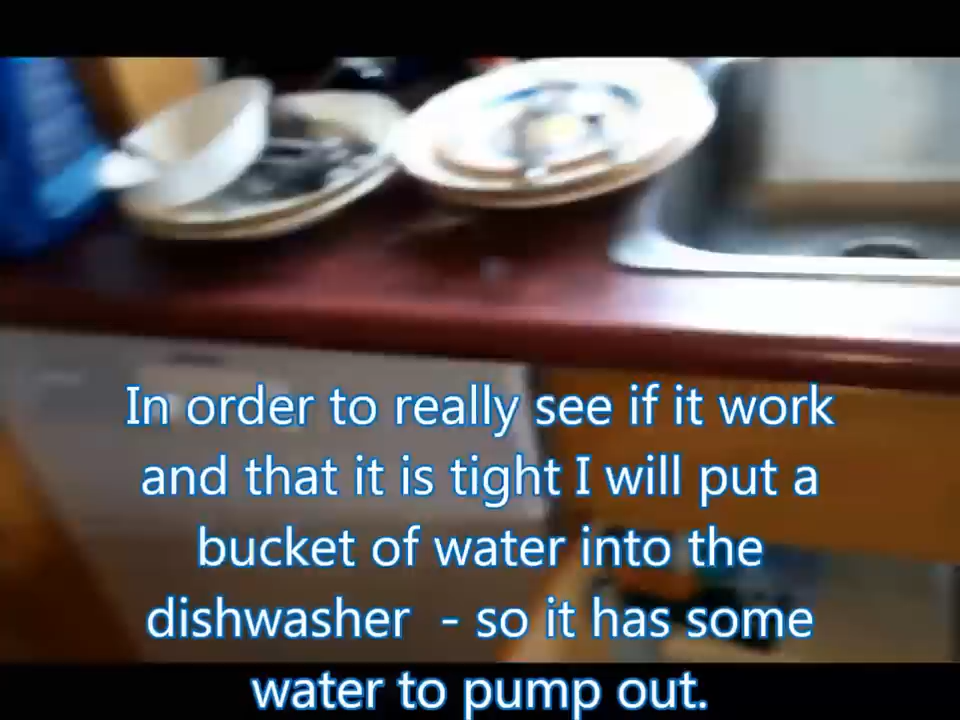 In order to really see if it work
and that it is tight I will put a
bucket of water into the
dishwasher  - so it has some
water to pump out.